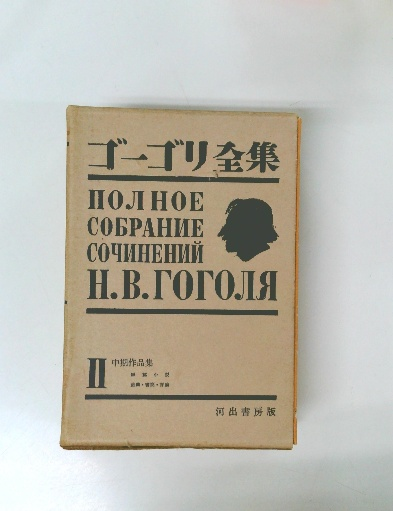 ゴーゴリ全集
ПОЛНОЕ
СОБРАНИЕ
СОЧИНЕНИЙ
Н.В.ГОГОЛЯ
II 中期作品集
河出書房版